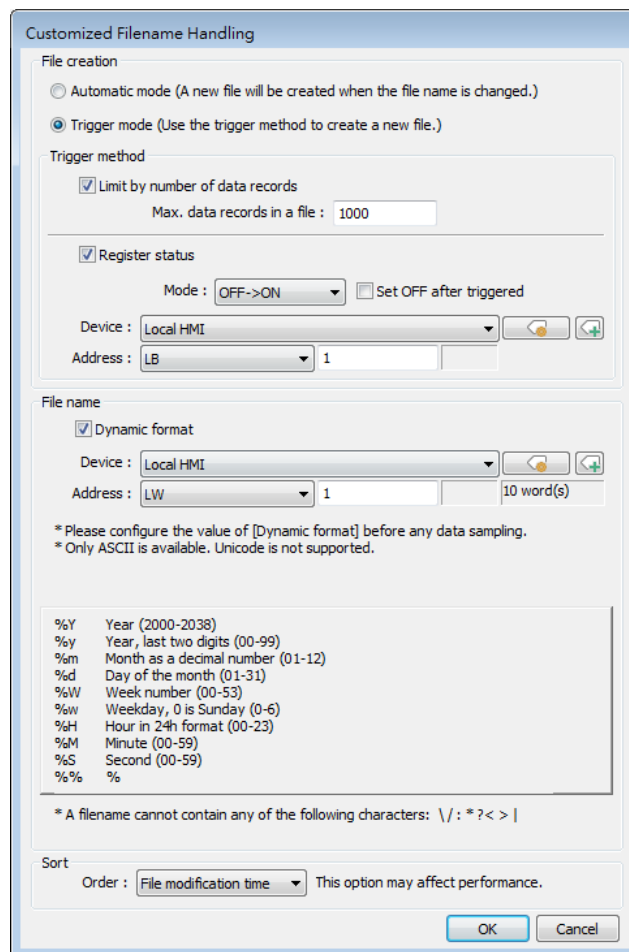 Customized Filename Handling
File creation
Automatic mode (A new file will be created when the file name is changed.)
Trigger mode (Use the trigger method to create a new file.)
Trigger method
Limit by number of data records
Max. data records in a file : 1000
Register status
Mode : OFF->ON Set OFF after triggered
Device : Local HMI
Address : LB 1
File name
Dynamic format
Device : Local HMI
Address : LW 1 10 word(s)
* Please configure the value of [Dynamic format] before any data sampling.
* Only ASCII is available. Unicode is not supported.
%Y Year (2000-2038)
%y Year, last two digits (00-99)
%m Month as a decimal number (01-12)
%d Day of the month (01-31)
%W Week number (00-53)
%w Weekday, 0 is Sunday (0-6)
%H Hour in 24h format (00-23)
%M Minute (00-59)
%S Second (00-59)
%% %
* A filename cannot contain any of the following characters: \ / : * ? < > |
Sort
Order : File modification time This option may affect performance.
OK Cancel